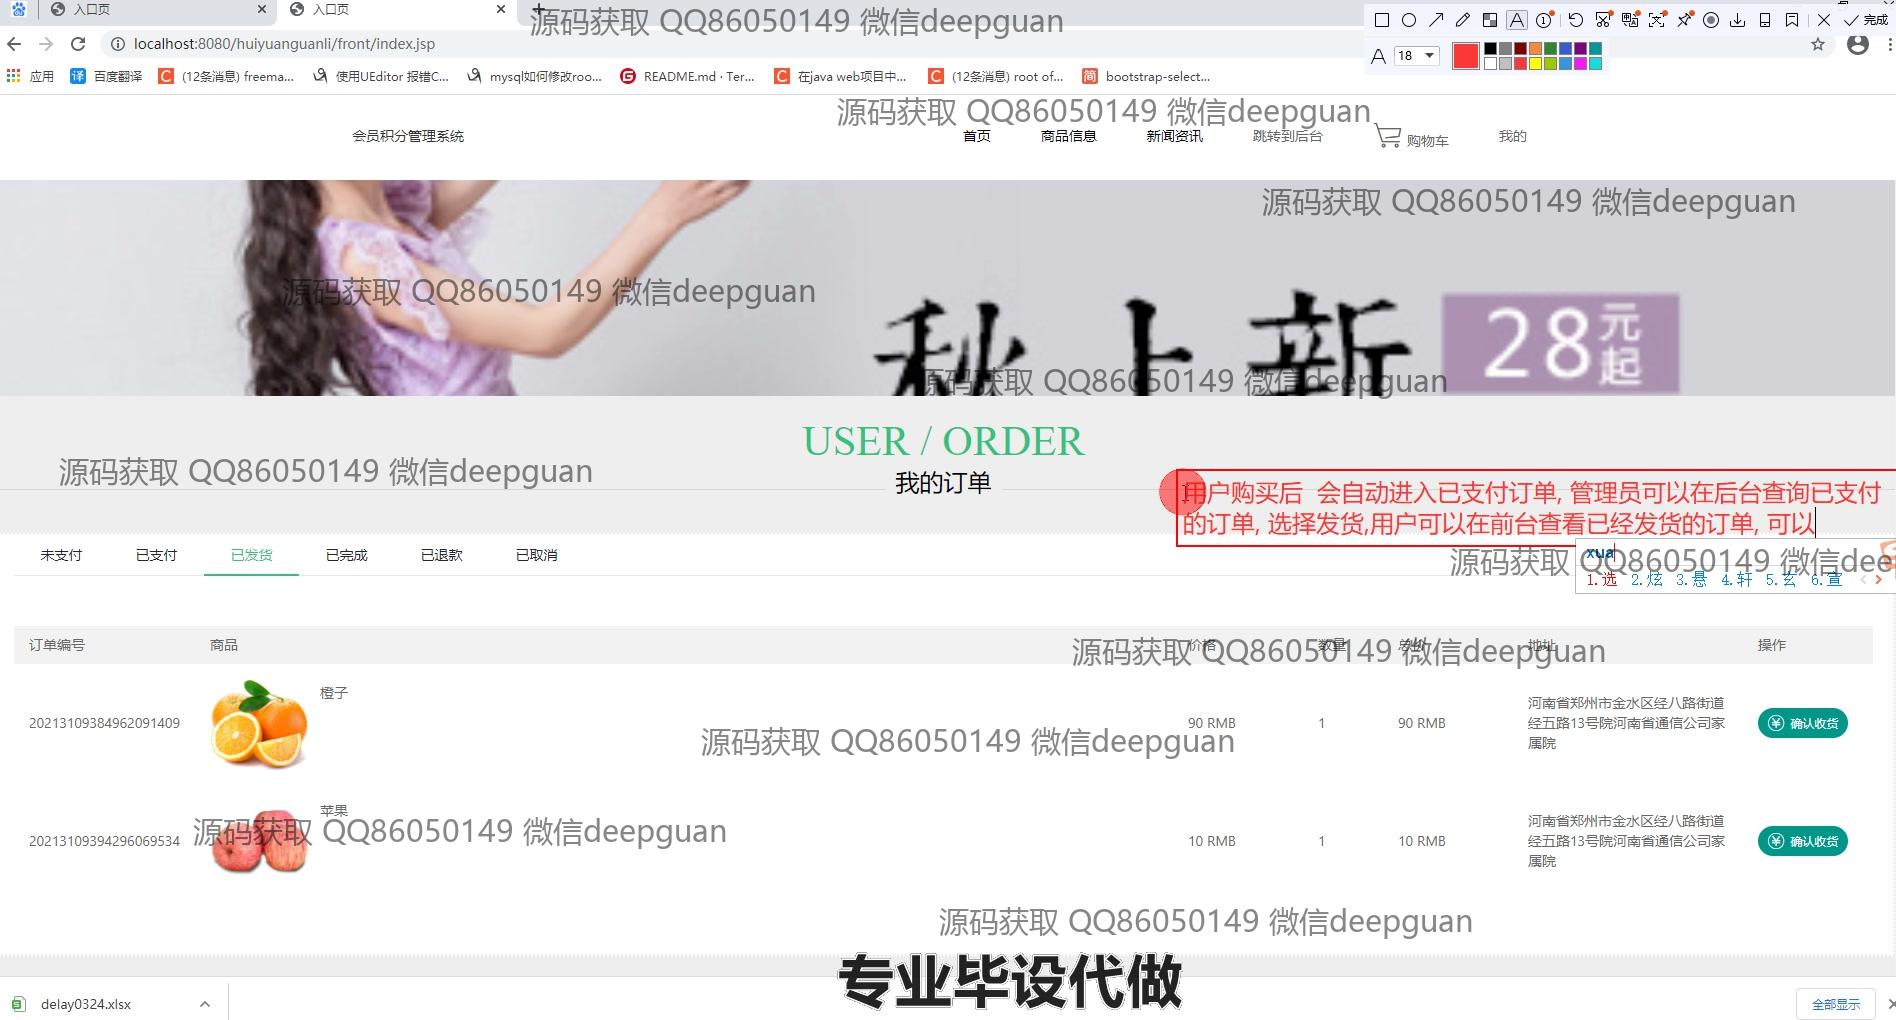 入口页
入口页
源码获取 QQ86050149 微信deepguan
完成
localhost:8080/huiyuanguanli/front/index.jsp
A 18
应用
百度翻译
(12条消息) freema...
使用UEditor 报错C...
mysql如何修改roo...
README.md · Ter...
在java web项目中...
(12条消息) root of...
bootstrap-select...
源码获取 QQ86050149 微信deepguan
会员积分管理系统
首页
商品信息
新闻资讯
跳转到后台
购物车
我的
源码获取 QQ86050149 微信deepguan
源码获取 QQ86050149 微信deepguan
秋上新
28元起
源码获取 QQ86050149 微信deepguan
USER / ORDER
源码获取 QQ86050149 微信deepguan
我的订单
用户购买后 会自动进入已支付订单, 管理员可以在后台查询已支付
的订单, 选择发货,用户可以在前台查看已经发货的订单, 可以
未支付
已支付
已发货
已完成
已退款
已取消
xua
源码获取 QQ86050149 微信dee
1.选 2.炫 3.悬 4.轩 5.玄 6.宣
订单编号
商品
价格
数量
总价
地址
操作
源码获取 QQ86050149 微信deepguan
橙子
20213109384962091409
90 RMB
1
90 RMB
河南省郑州市金水区经八路街道
经五路13号院河南省通信公司家
属院
确认收货
源码获取 QQ86050149 微信deepguan
苹果
20213109394296069534
10 RMB
1
10 RMB
河南省郑州市金水区经八路街道
经五路13号院河南省通信公司家
属院
确认收货
源码获取 QQ86050149 微信deepguan
源码获取 QQ86050149 微信deepguan
专业毕设代做
delay0324.xlsx
全部显示